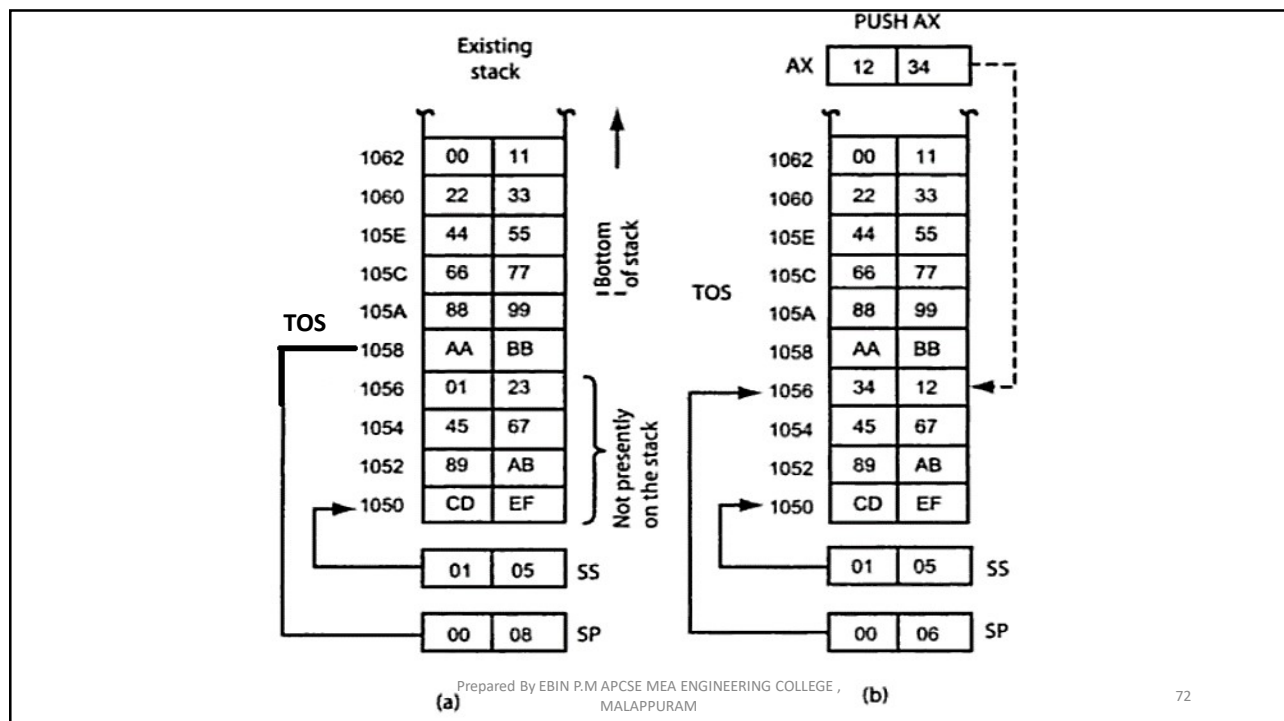 Existing
stack
1062 00 11
1060 22 33
105E 44 55
105C 66 77
105A 88 99
1058 AA BB
1056 01 23
1054 45 67
1052 89 AB
1050 CD EF
TOS
Bottom
of stack
Not presently
on the stack
01 05 SS
00 08 SP
(a)
PUSH AX
AX 12 34
1062 00 11
1060 22 33
105E 44 55
105C 66 77
105A 88 99
1058 AA BB
1056 34 12
1054 45 67
1052 89 AB
1050 CD EF
TOS
01 05 SS
00 06 SP
(b)
Prepared By EBIN P.M APCSE MEA ENGINEERING COLLEGE ,
MALAPPURAM
72